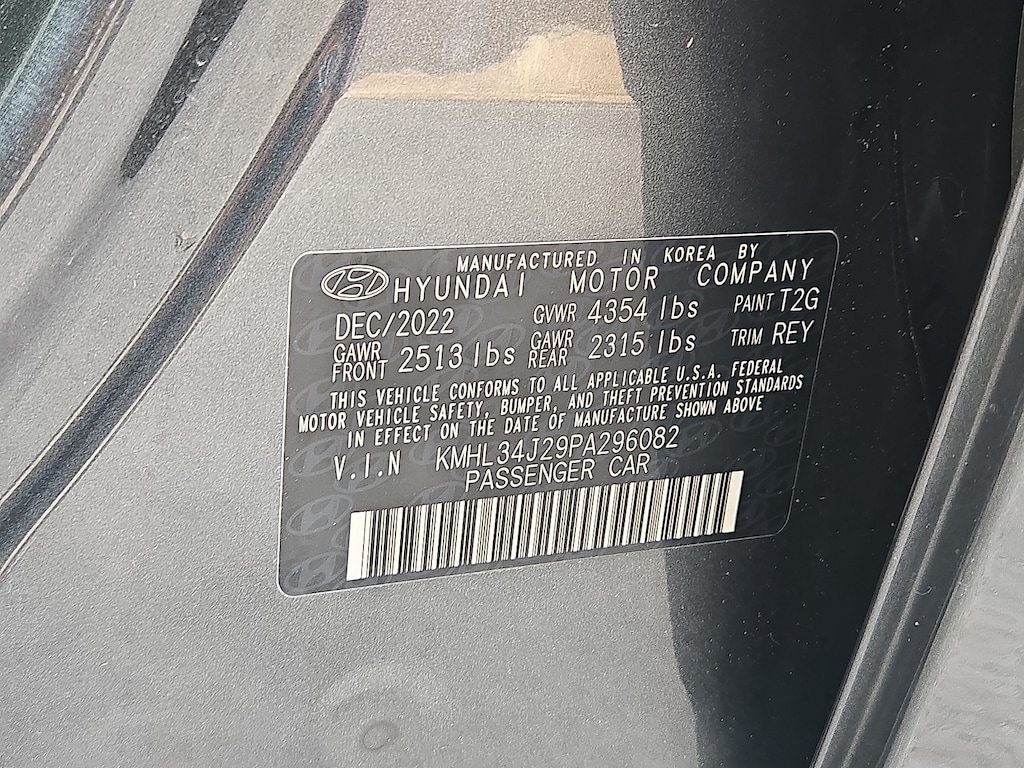 MANUFACTURED IN KOREA BY
HYUNDAI MOTOR COMPANY
DEC/2022 GVWR 4354 lbs PAINT T2G
GAWR FRONT 2513 lbs GAWR REAR 2315 lbs TRIM REY
THIS VEHICLE CONFORMS TO ALL APPLICABLE U.S.A. FEDERAL
MOTOR VEHICLE SAFETY, BUMPER, AND THEFT PREVENTION STANDARDS
IN EFFECT ON THE DATE OF MANUFACTURE SHOWN ABOVE
V.I.N KMHL34J29PA296082
PASSENGER CAR